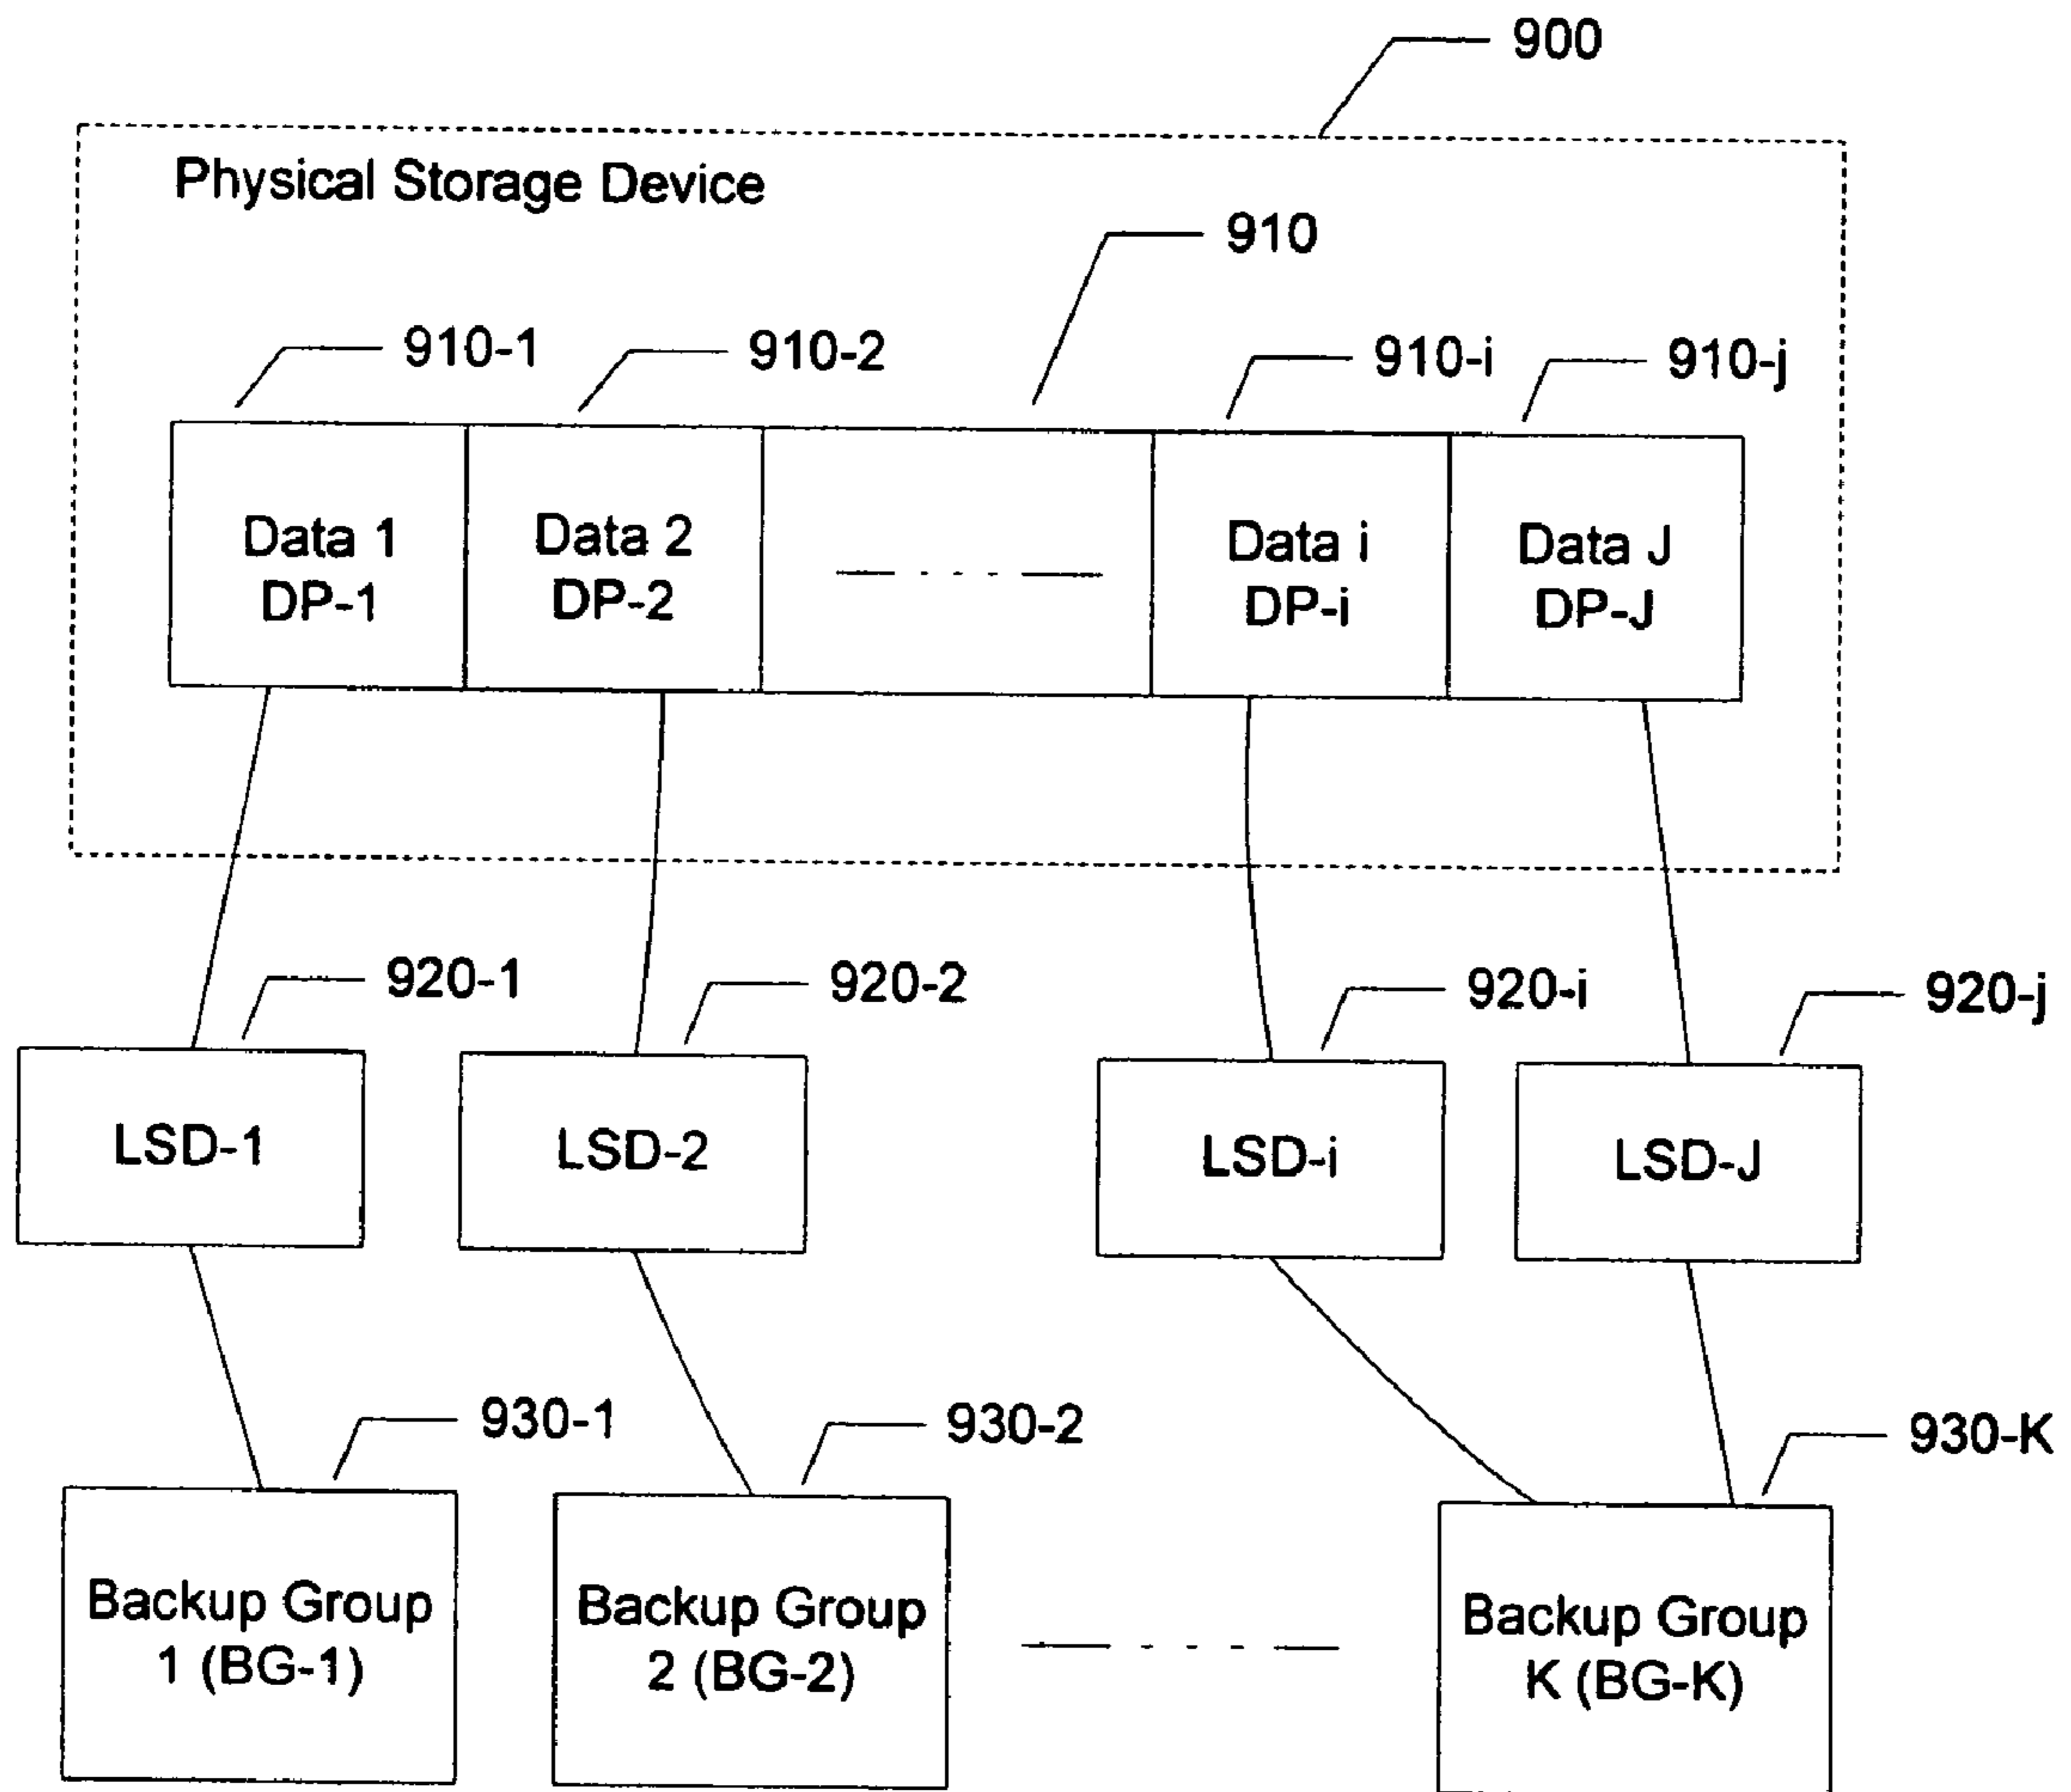 900
Physical Storage Device
910
910-1
910-2
910-i
910-j
Data 1
DP-1
Data 2
DP-2
Data i
DP-i
Data J
DP-J
920-1
920-2
920-i
920-j
LSD-1
LSD-2
LSD-i
LSD-J
930-1
930-2
930-K
Backup Group
1 (BG-1)
Backup Group
2 (BG-2)
Backup Group
K (BG-K)